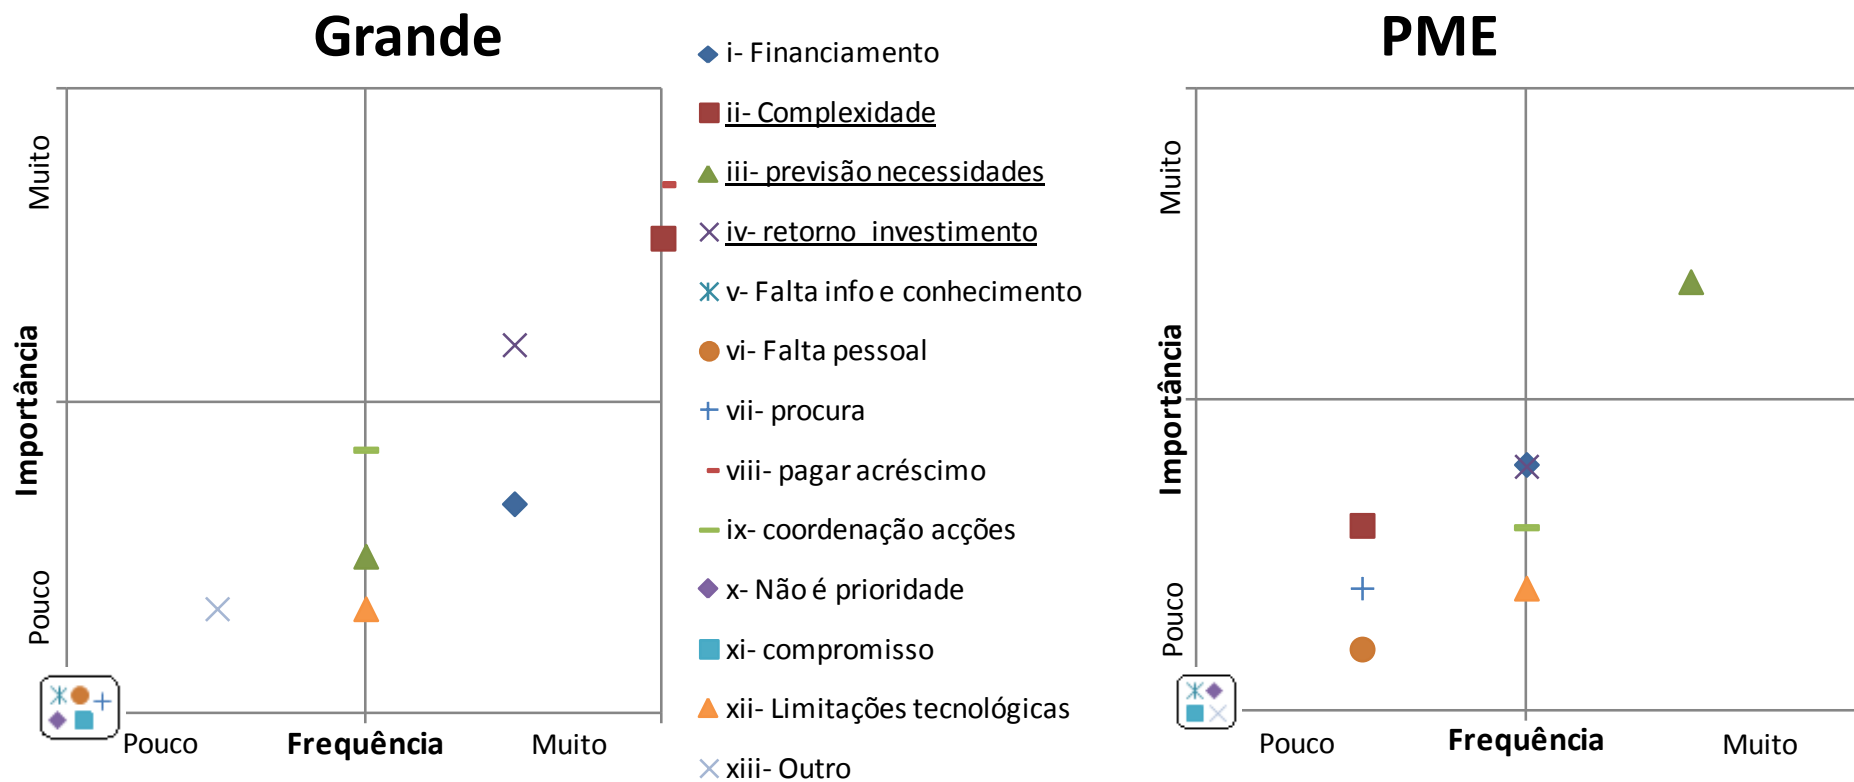 Grande
Muito
Importância
Pouco
Pouco
Frequência
Muito
i- Financiamento
ii- Complexidade
iii- previsão necessidades
iv- retorno investimento
v- Falta info e conhecimento
vi- Falta pessoal
vii- procura
viii- pagar acréscimo
ix- coordenação acções
x- Não é prioridade
xi- compromisso
xii- Limitações tecnológicas
xiii- Outro
PME
Muito
Importância
Pouco
Pouco
Frequência
Muito